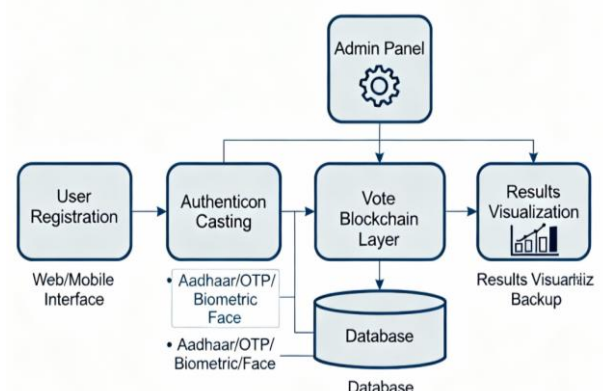 Admin Panel
User
Registration
Authenticon
Casting
Vote
Blockchain
Layer
Results
Visualization
Web/Mobile
Interface
• Aadhaar/OTP/
Biometric
Face
• Aadhaar/OTP/
Biometric/Face
Database
Results
Backup
Database